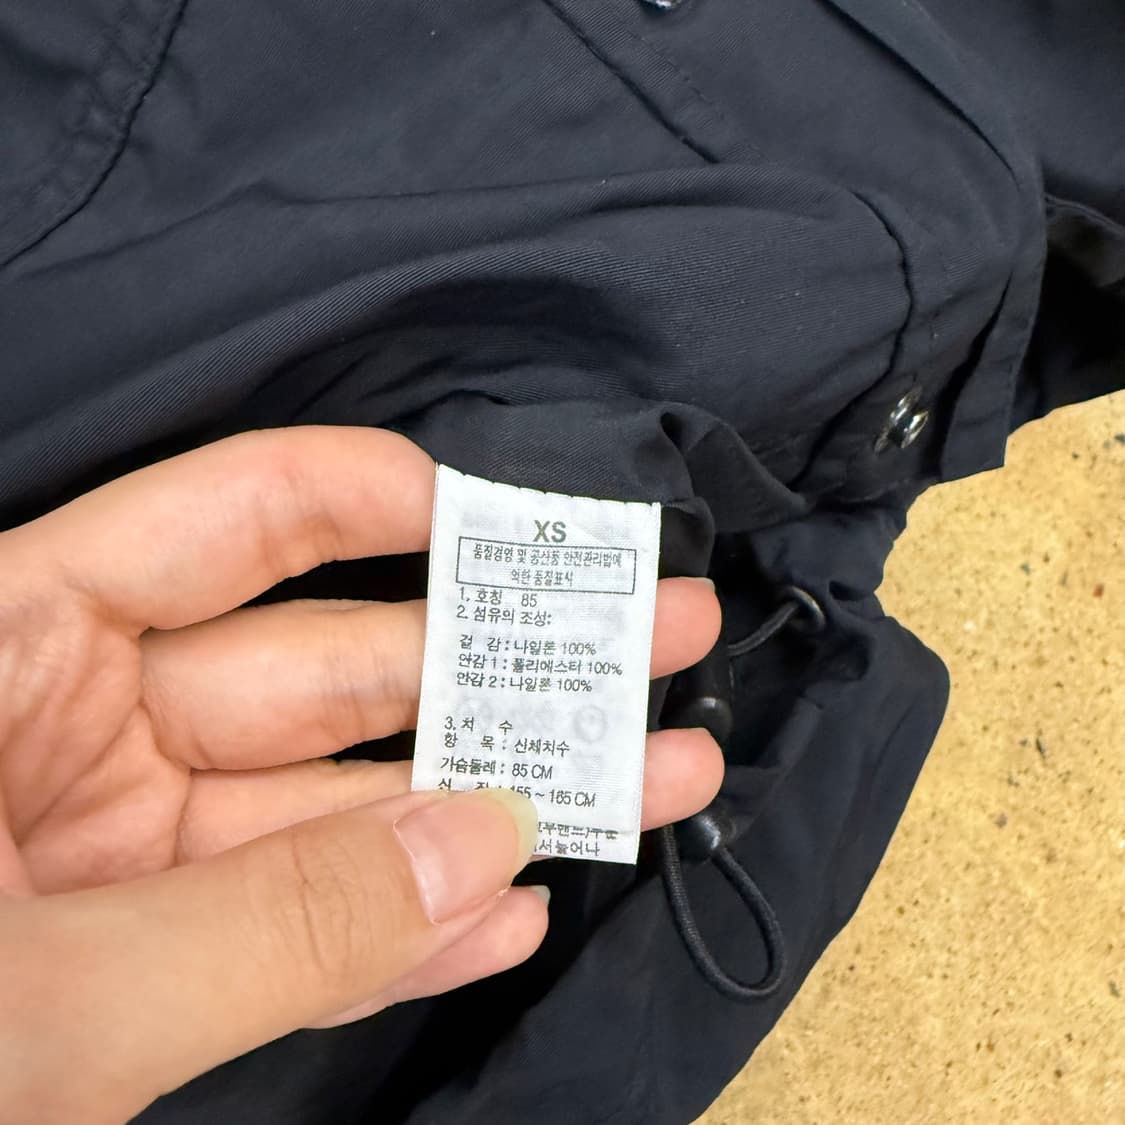 XS
품질경영 및 공산품 안전관리법에
의한 품질표시
1. 호칭 85
2. 섬유의 조성:
겉 감 : 나일론 100%
안감 1 : 폴리에스터 100%
안감 2 : 나일론 100%
3. 치 수
항 목 : 신체치수
가슴둘레 : 85 CM
신 장 : 155 ~ 165 CM